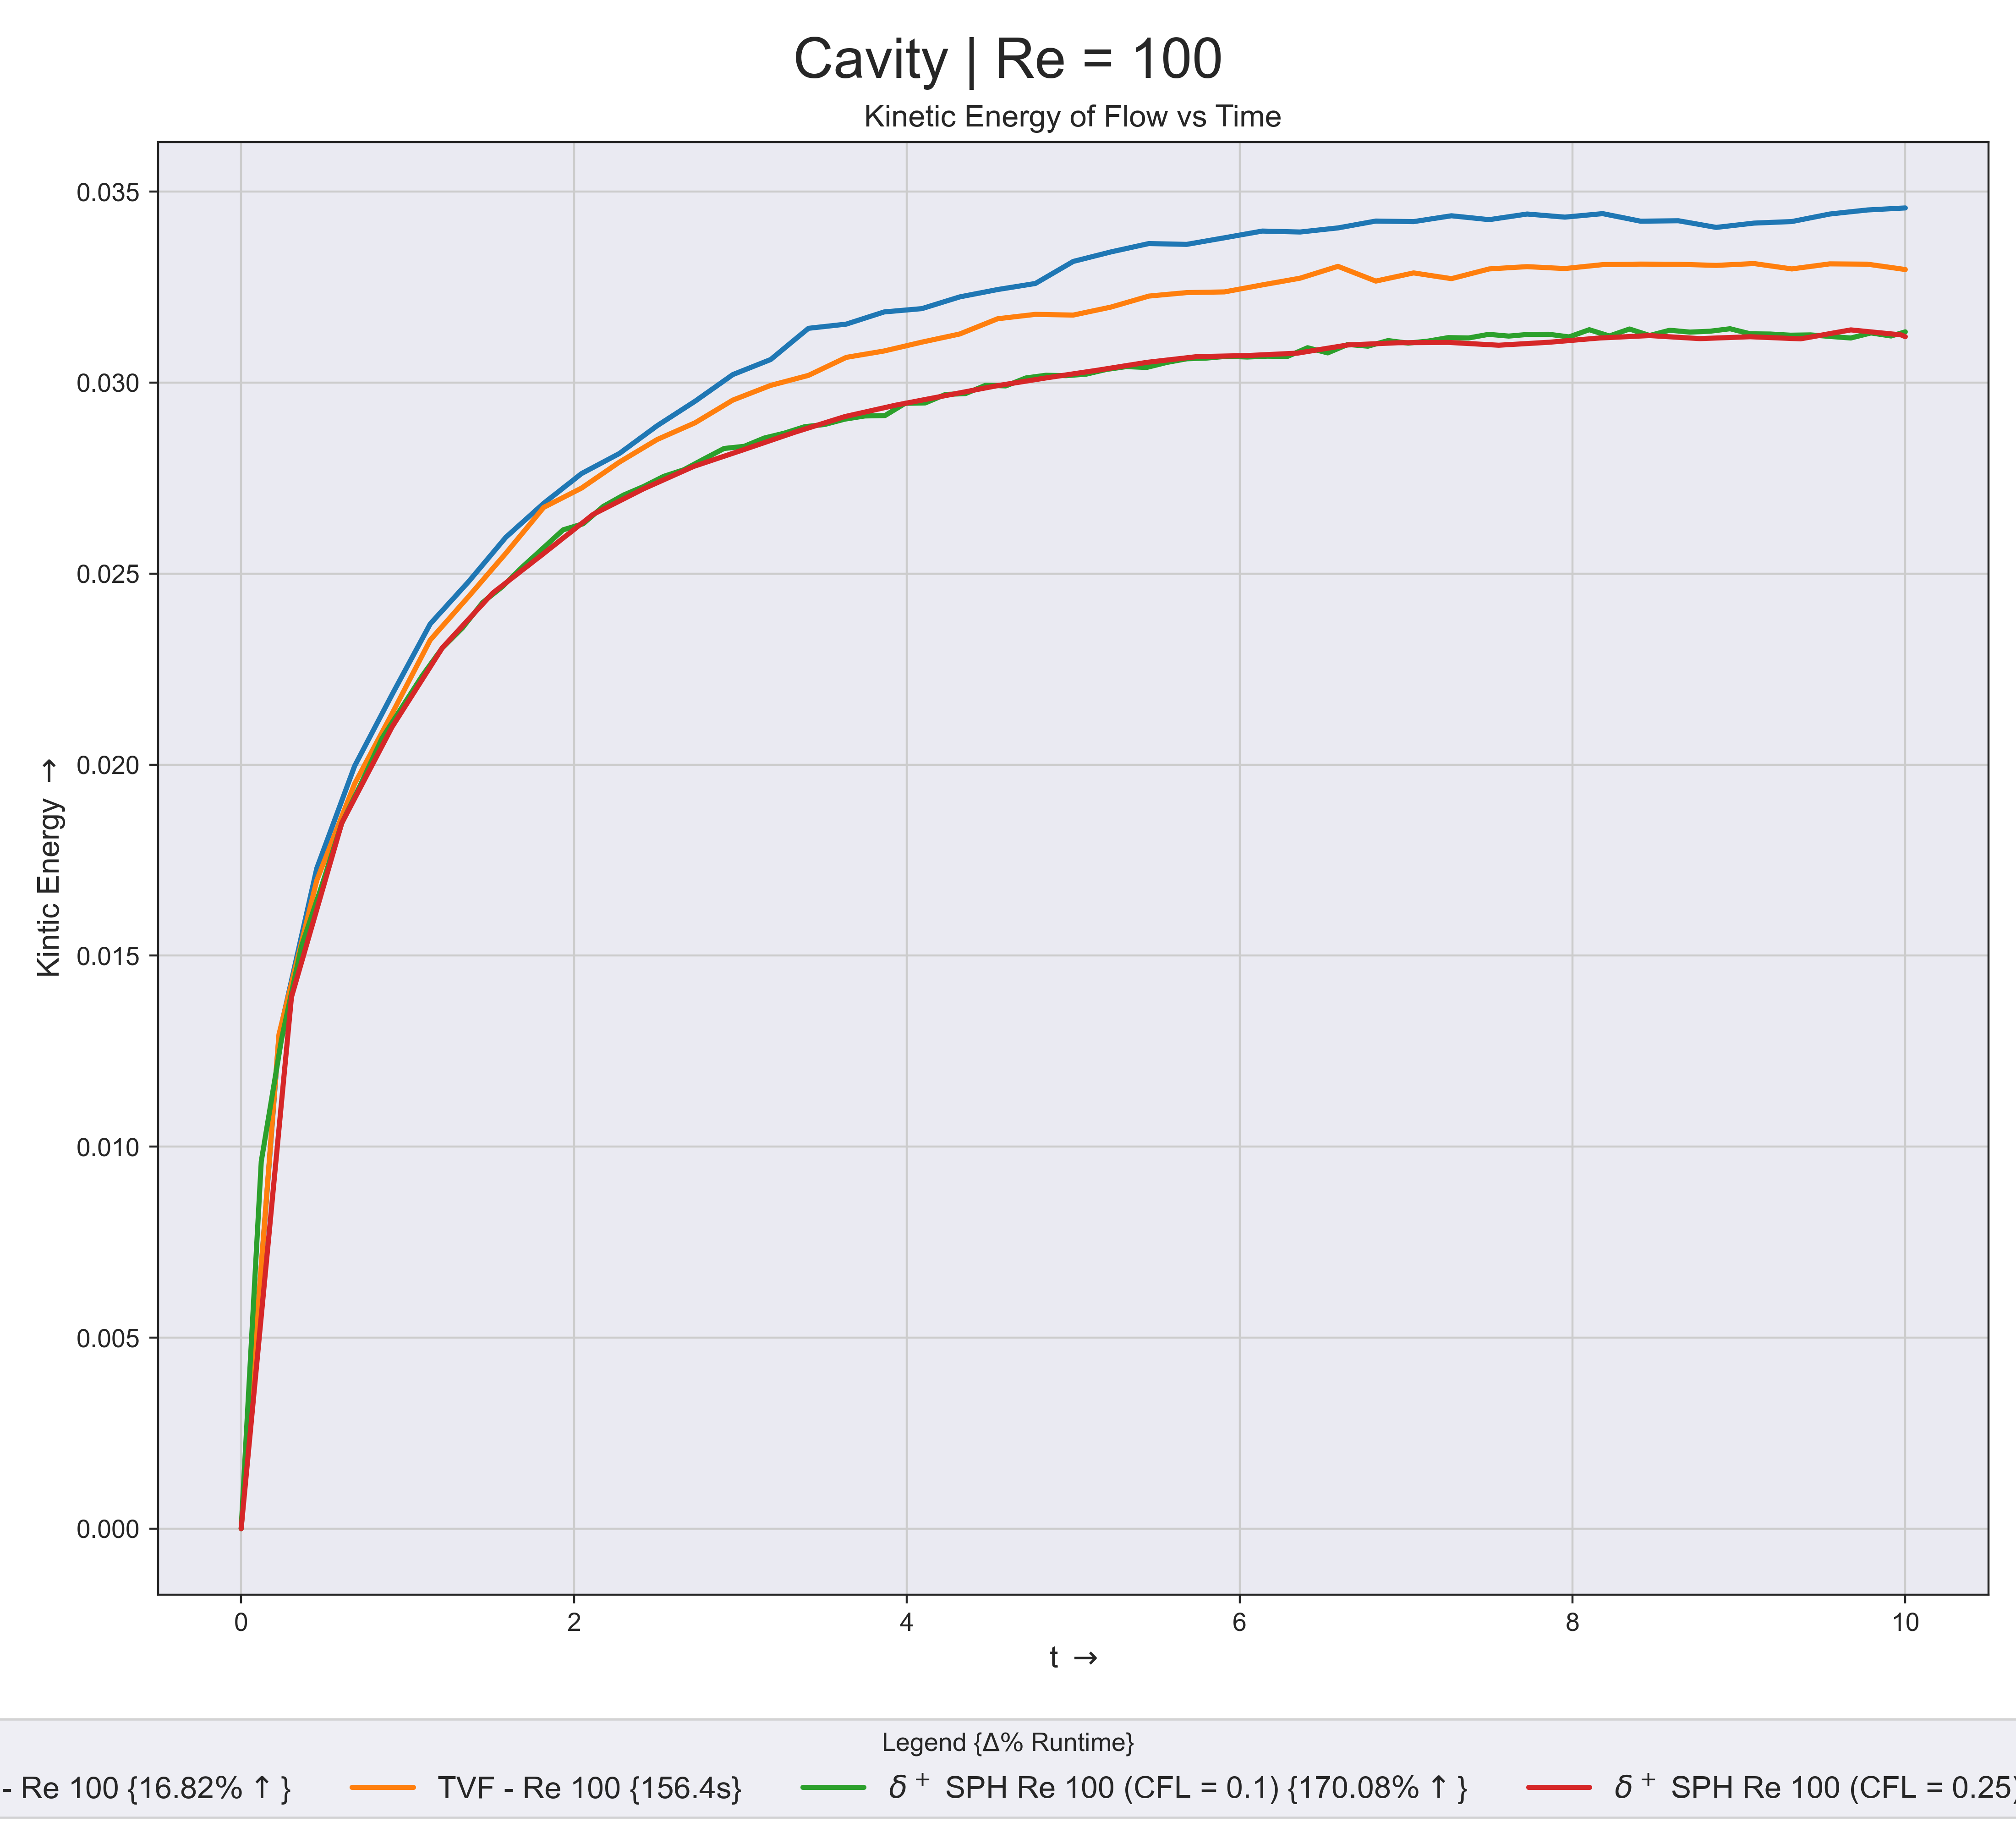 Cavity | Re = 100
Kinetic Energy of Flow vs Time
0.035
0.030
0.025
0.020
0.015
0.010
0.005
0.000
Kintic Energy →
0 2 4 6 8 10
t →
Legend {Δ% Runtime}
- Re 100 {16.82% ↑ } TVF - Re 100 {156.4s} δ⁺ SPH Re 100 (CFL = 0.1) {170.08% ↑ } δ⁺ SPH Re 100 (CFL = 0.25)